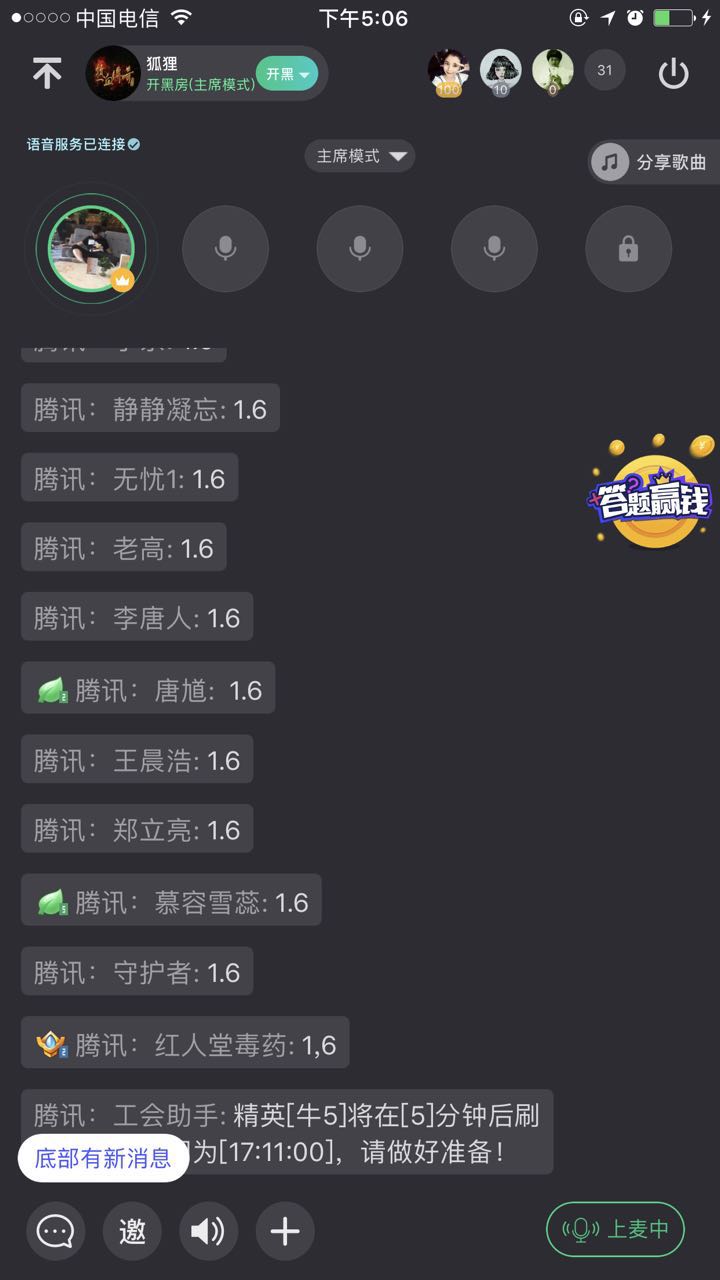 中国电信
下午5:06
狐狸
开黑房(主席模式)
开黑
100
10
0
31
语音服务已连接
主席模式
分享歌曲
腾讯：静静凝忘: 1.6
腾讯：无忧1: 1.6
腾讯：老高: 1.6
腾讯：李唐人: 1.6
2 腾讯：唐馗: 1.6
腾讯：王晨浩: 1.6
腾讯：郑立亮: 1.6
5 腾讯：慕容雪蕊: 1.6
腾讯：守护者: 1.6
2 腾讯：红人堂毒药: 1,6
腾讯：工会助手: 精英[牛5]将在[5]分钟后刷
为[17:11:00]，请做好准备！
底部有新消息
答题赢钱
邀
上麦中